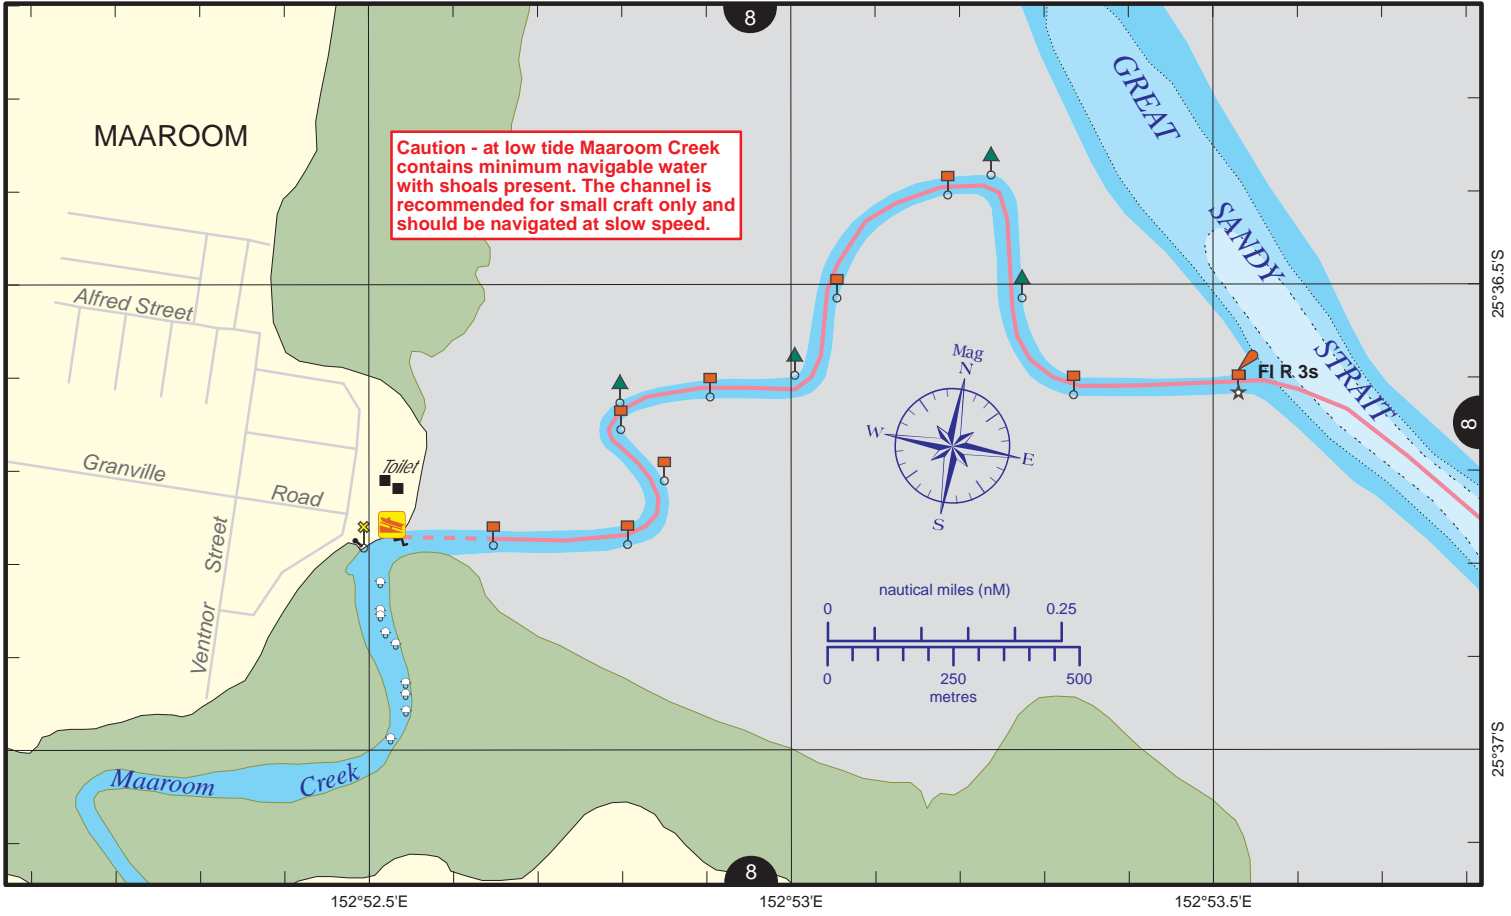 8
MAAROOM
Caution - at low tide Maaroom Creek
contains minimum navigable water
with shoals present. The channel is
recommended for small craft only and
should be navigated at slow speed.
GREAT
SANDY
STRAIT
25°36.5'S
Alfred Street
Fl R 3s
Mag
N
W
E
S
8
Granville
Road
Toilet
Street
Ventnor
nautical miles (nM)
0
0.25
0
250
500
metres
25°37'S
Maaroom
Creek
8
152°52.5'E
152°53'E
152°53.5'E